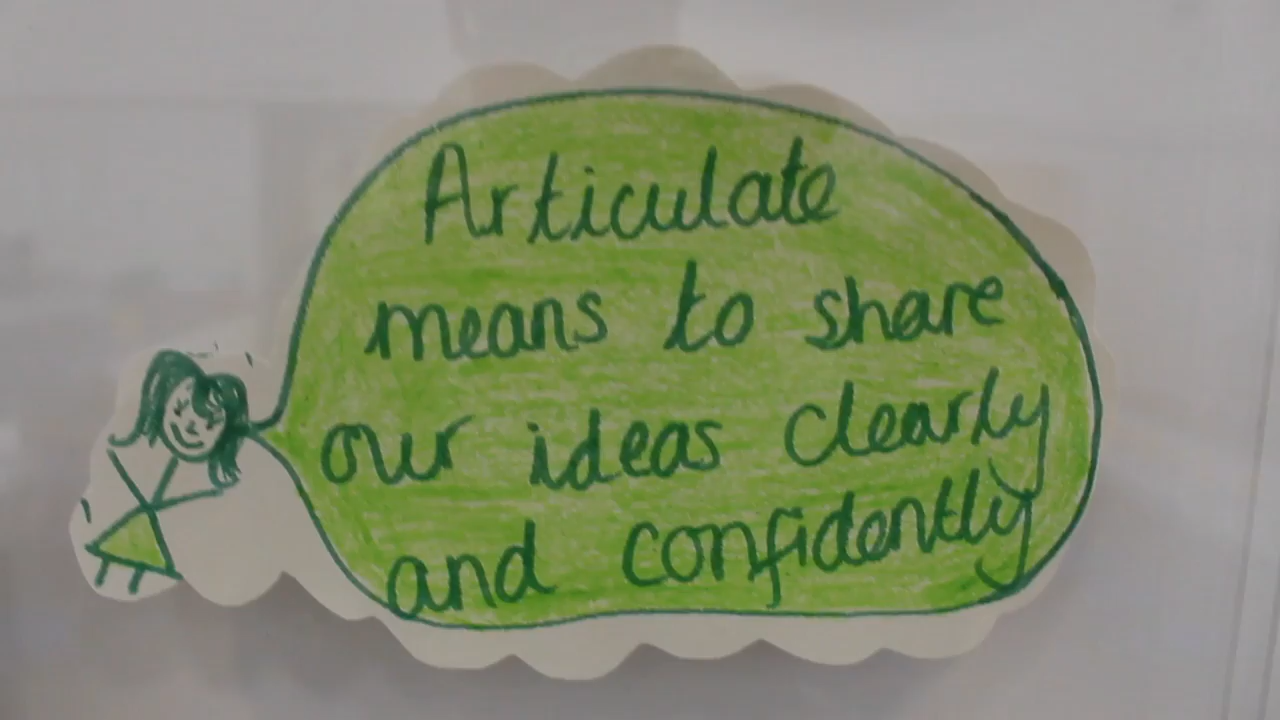 Articulate
means to share
our ideas clearly
and confidently